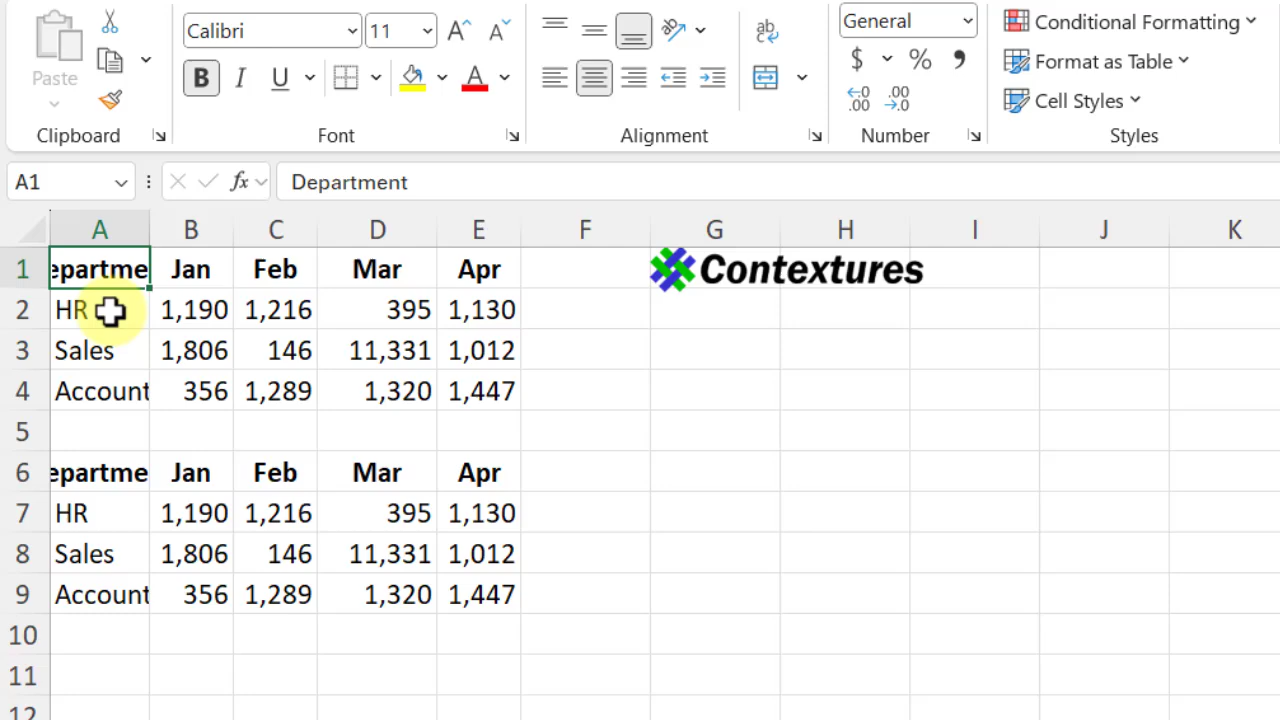 Calibri 11 General Conditional Formatting
Paste B I U A $ % , Format as Table
.00 .0 Cell Styles
Clipboard Font Alignment Number Styles
A1 fx Department
A B C D E F G H I J K
1 epartme Jan Feb Mar Apr Contextures
2 HR 1,190 1,216 395 1,130
3 Sales 1,806 146 11,331 1,012
4 Account 356 1,289 1,320 1,447
5
6 epartme Jan Feb Mar Apr
7 HR 1,190 1,216 395 1,130
8 Sales 1,806 146 11,331 1,012
9 Account 356 1,289 1,320 1,447
10
11
12